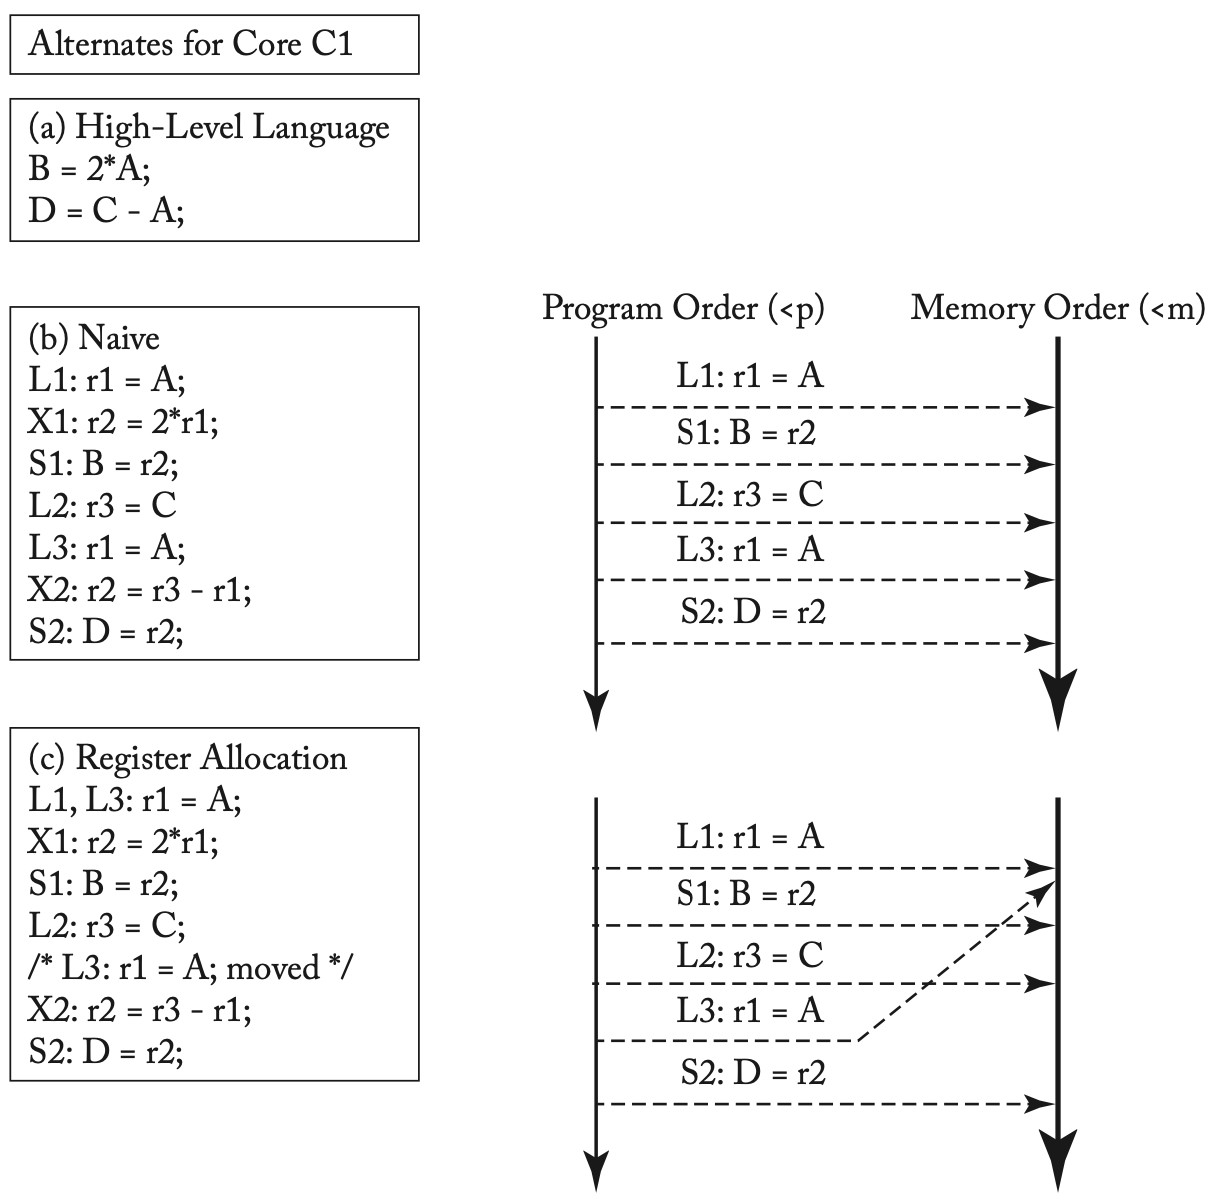 Alternates for Core C1
(a) High-Level Language
B = 2*A;
D = C - A;
(b) Naive
L1: r1 = A;
X1: r2 = 2*r1;
S1: B = r2;
L2: r3 = C
L3: r1 = A;
X2: r2 = r3 - r1;
S2: D = r2;
Program Order (<p)
Memory Order (<m)
L1: r1 = A
S1: B = r2
L2: r3 = C
L3: r1 = A
S2: D = r2
(c) Register Allocation
L1, L3: r1 = A;
X1: r2 = 2*r1;
S1: B = r2;
L2: r3 = C;
/* L3: r1 = A; moved */
X2: r2 = r3 - r1;
S2: D = r2;
L1: r1 = A
S1: B = r2
L2: r3 = C
L3: r1 = A
S2: D = r2